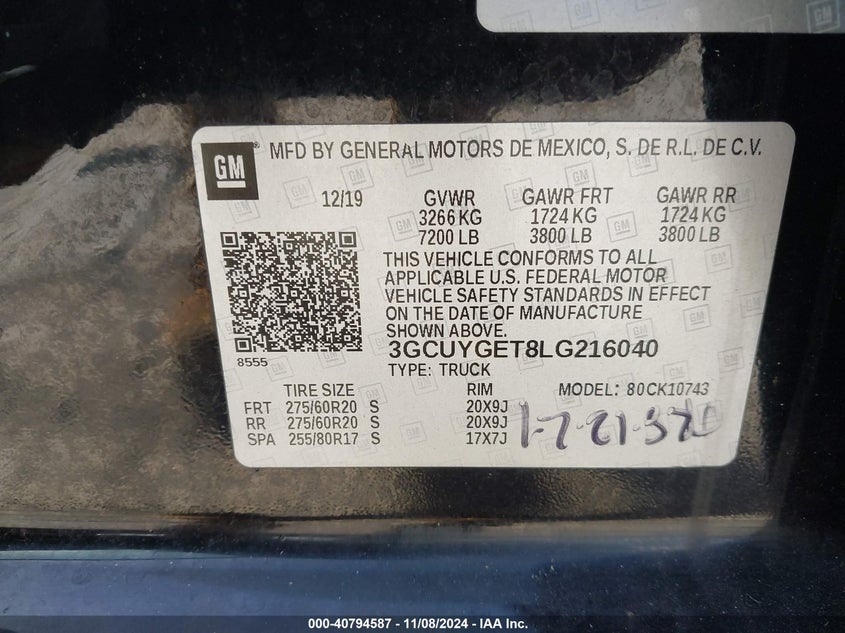 GM MFD BY GENERAL MOTORS DE MEXICO, S. DE R.L. DE C.V.
12/19 GVWR GAWR FRT GAWR RR
3266 KG 1724 KG 1724 KG
7200 LB 3800 LB 3800 LB
THIS VEHICLE CONFORMS TO ALL
APPLICABLE U.S. FEDERAL MOTOR
VEHICLE SAFETY STANDARDS IN EFFECT
ON THE DATE OF MANUFACTURE
SHOWN ABOVE.
8555
3GCUYGET8LG216040
TYPE: TRUCK
TIRE SIZE RIM MODEL: 80CK10743
FRT 275/60R20 S 20X9J
RR 275/60R20 S 20X9J
SPA 255/80R17 S 17X7J
000-40794587 - 11/08/2024 - IAA Inc.